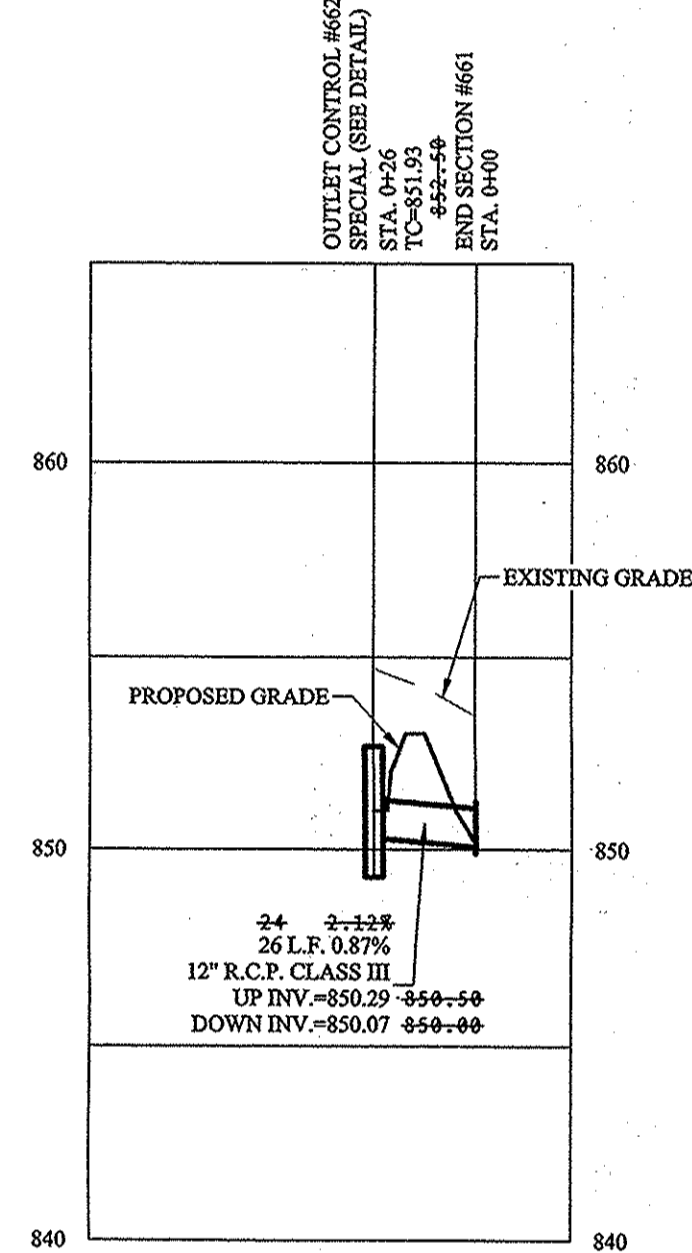 OUTLET CONTROL #662
SPECIAL (SEE DETAIL)
STA. 0+26
TC=851.93
852.50
END SECTION #661
STA. 0+00
860 860
EXISTING GRADE
PROPOSED GRADE
850 850
24 2.12%
26 L.F. 0.87%
12" R.C.P. CLASS III
UP INV.=850.29 850.50
DOWN INV.=850.07 850.00
840 840